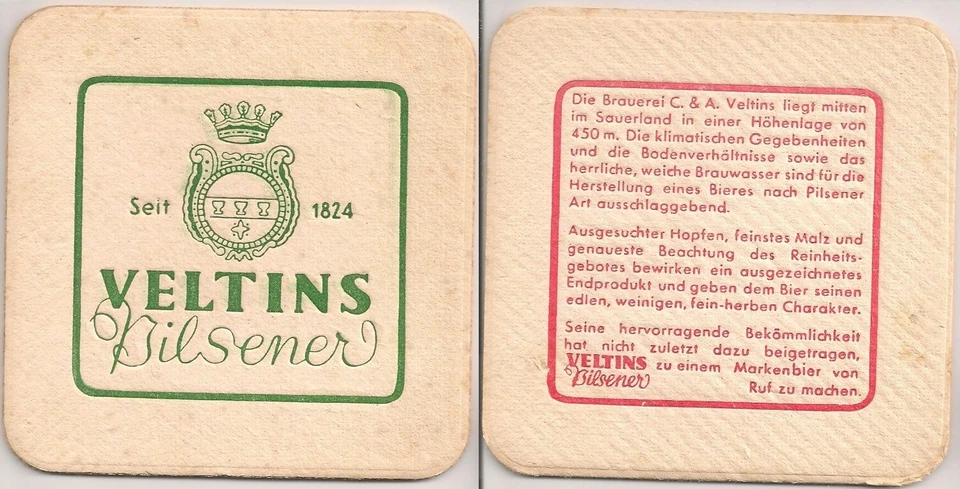 Seit 1824
VELTINS
Pilsener
Die Brauerei C. & A. Veltins liegt mitten
im Sauerland in einer Höhenlage von
450 m. Die klimatischen Gegebenheiten
und die Bodenverhältnisse sowie das
herrliche, weiche Brauwasser sind für die
Herstellung eines Bieres nach Pilsener
Art ausschlaggebend.
Ausgesuchter Hopfen, feinstes Malz und
genaueste Beachtung des Reinheits-
gebotes bewirken ein ausgezeichnetes
Endprodukt und geben dem Bier seinen
edlen, weinigen, fein-herben Charakter.
Seine hervorragende Bekömmlichkeit
hat nicht zuletzt dazu beigetragen,
VELTINS zu einem Markenbier von
Pilsener Ruf zu machen.